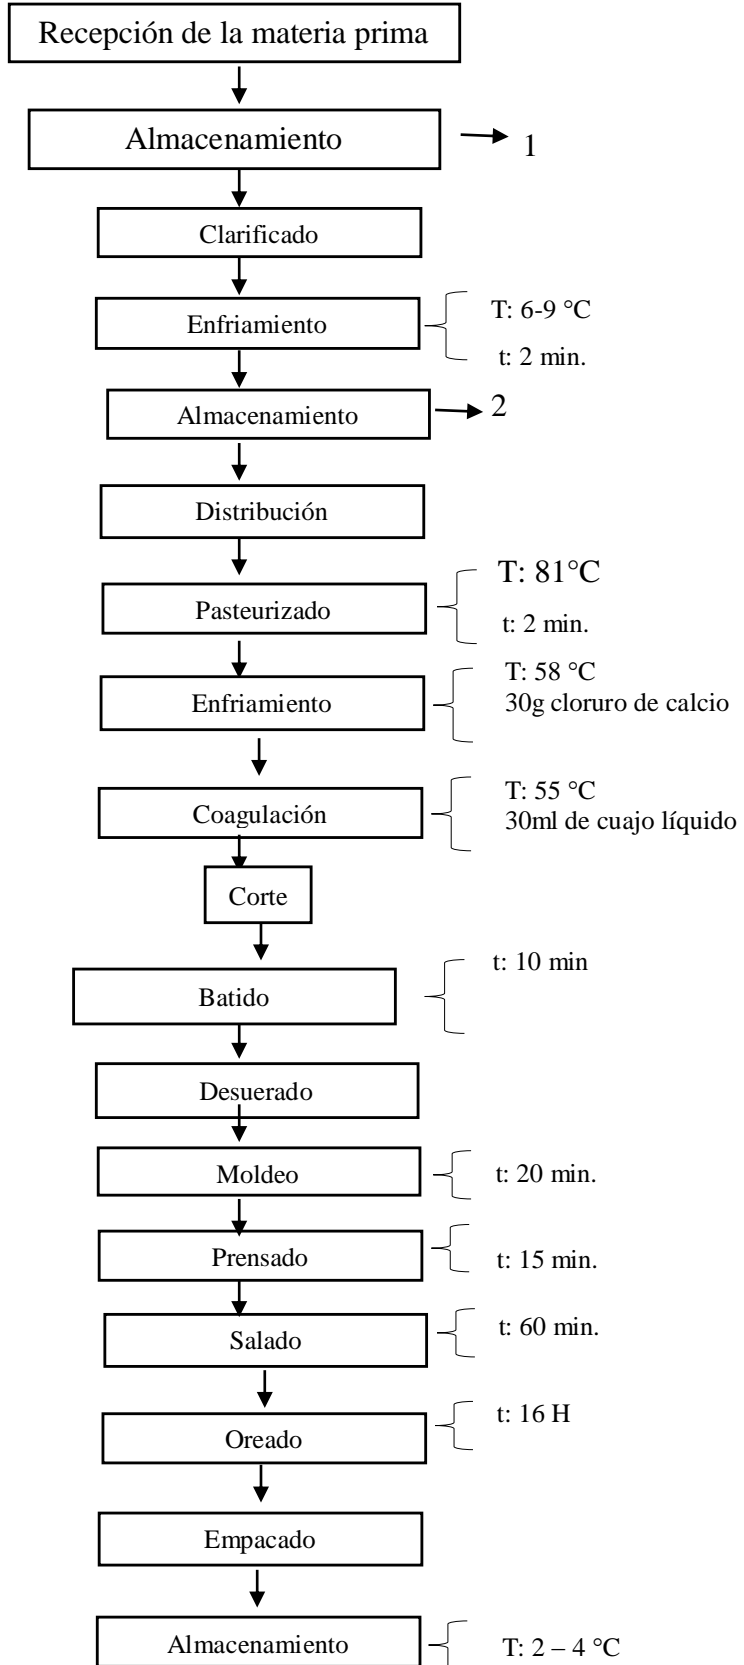 Recepción de la materia prima
Almacenamiento
1
Clarificado
Enfriamiento
T: 6-9 °C
t: 2 min.
Almacenamiento
2
Distribución
Pasteurizado
T: 81°C
t: 2 min.
Enfriamiento
T: 58 °C
30g cloruro de calcio
Coagulación
T: 55 °C
30ml de cuajo líquido
Corte
Batido
t: 10 min
Desuerado
Moldeo
t: 20 min.
Prensado
t: 15 min.
Salado
t: 60 min.
Oreado
t: 16 H
Empacado
Almacenamiento
T: 2 – 4 °C